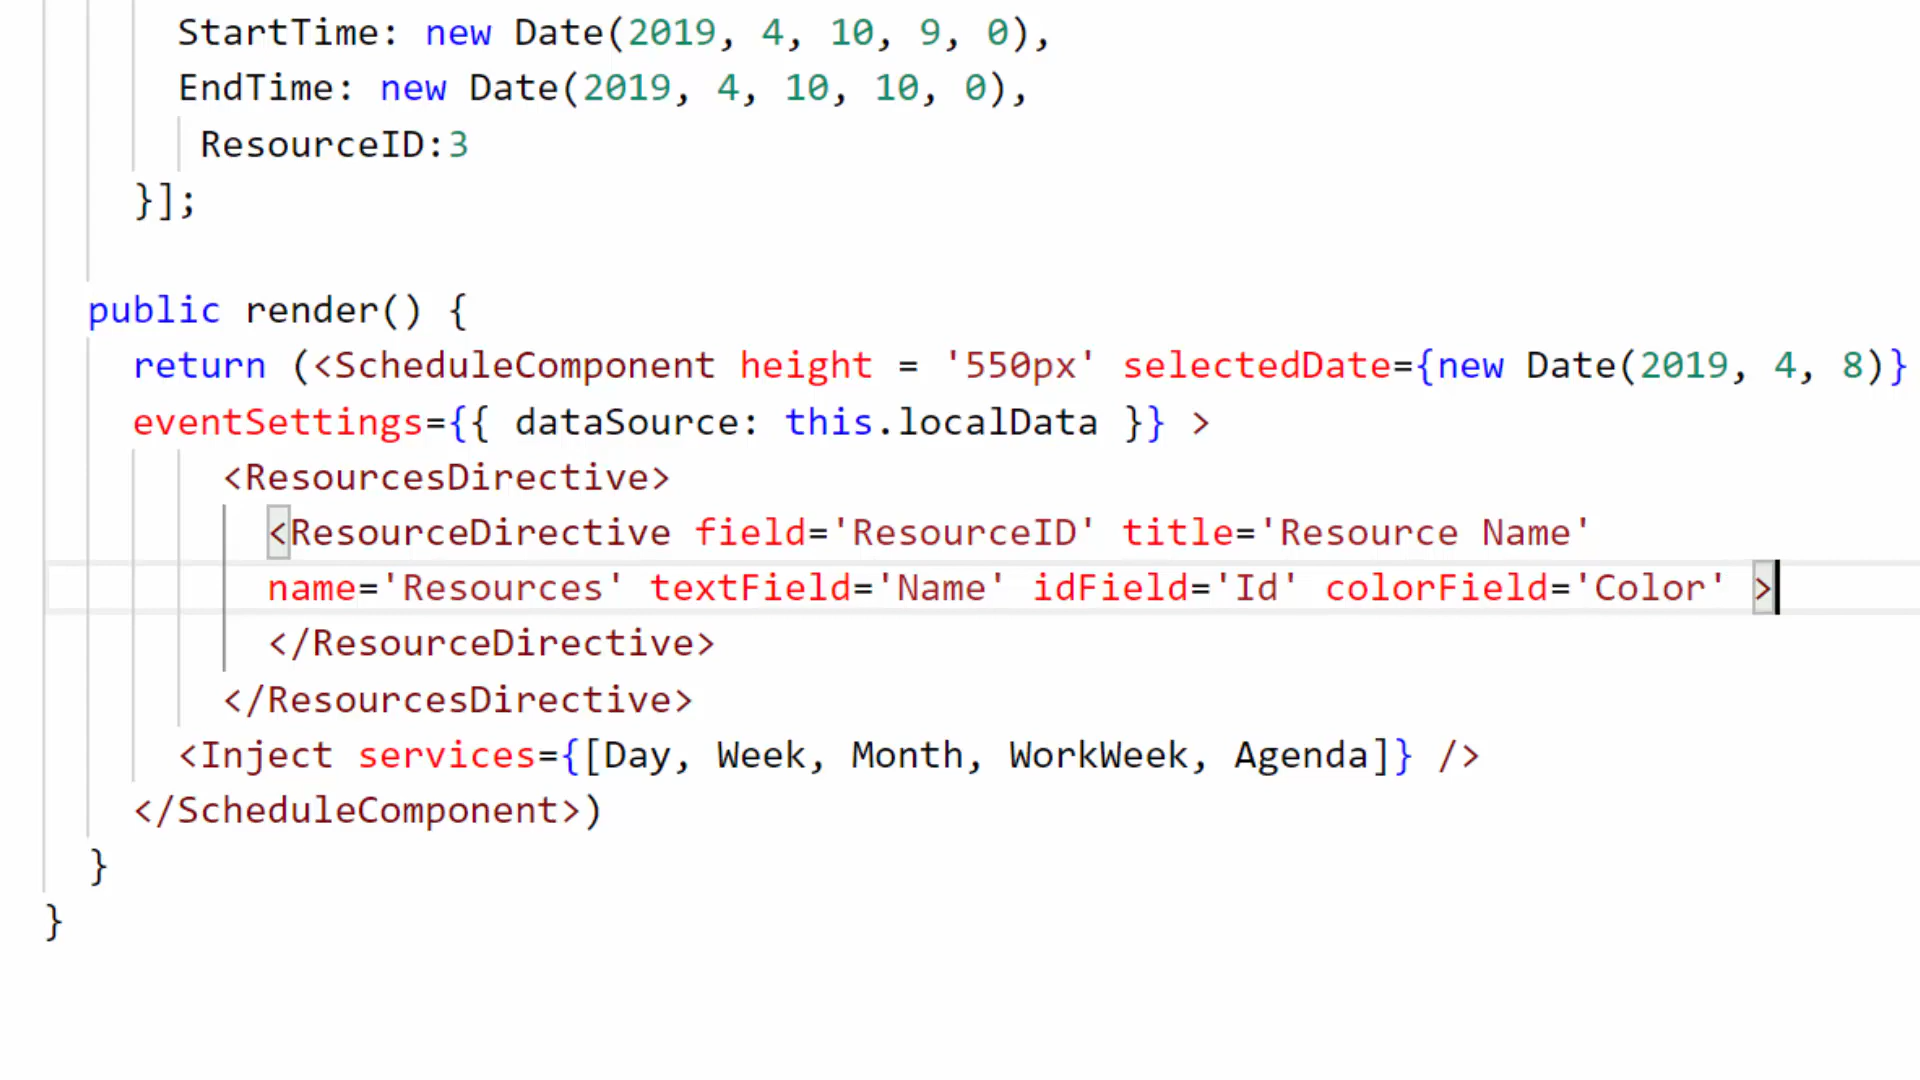 StartTime: new Date(2019, 4, 10, 9, 0),
EndTime: new Date(2019, 4, 10, 10, 0),
ResourceID:3
}];
public render() {
return (<ScheduleComponent height = '550px' selectedDate={new Date(2019, 4, 8)}
eventSettings={{ dataSource: this.localData }} >
<ResourcesDirective>
<ResourceDirective field='ResourceID' title='Resource Name'
name='Resources' textField='Name' idField='Id' colorField='Color' >
</ResourceDirective>
</ResourcesDirective>
<Inject services={[Day, Week, Month, WorkWeek, Agenda]} />
</ScheduleComponent>)
}
}